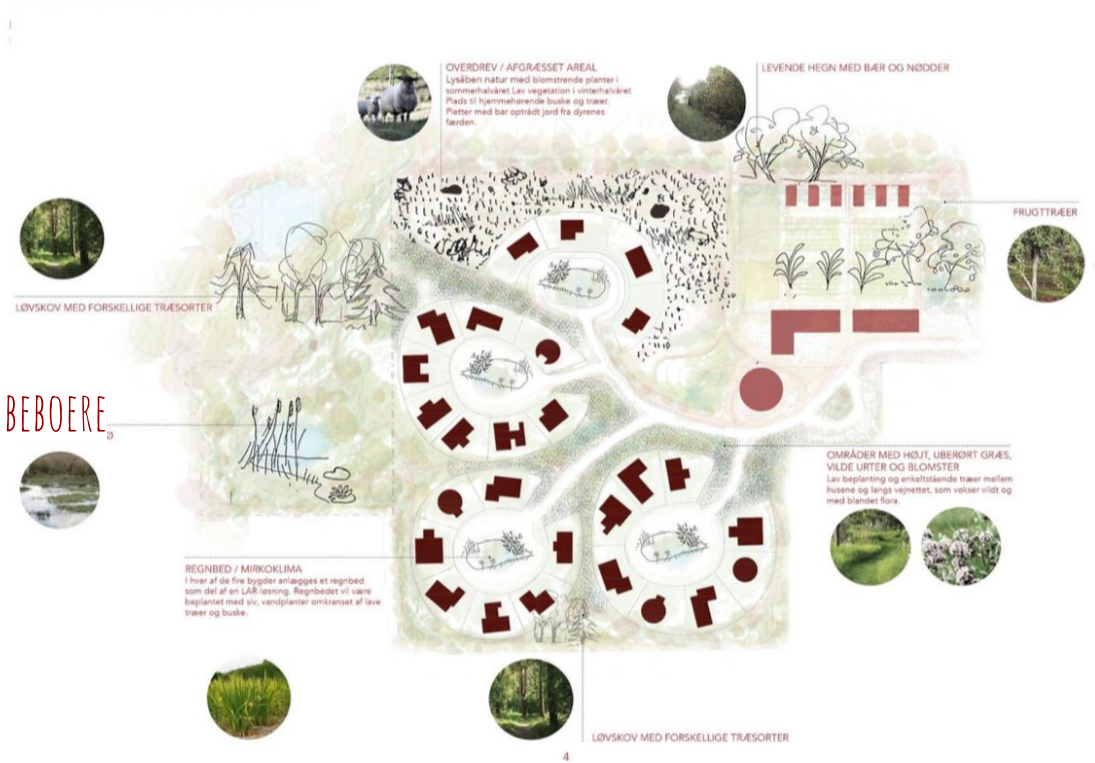 OVERDREV / AFGRÆSSET AREAL
Lysåben natur med blomstrende planter i
sommerhalvåret Lav vegetation i vinterhalvåret
Plads til hjemmehørende buske og træer.
Pletter med bar optrådt jord fra dyrenes
færden.
LEVENDE HEGN MED BÆR OG NØDDER
FRUGTTRÆER
LØVSKOV MED FORSKELLIGE TRÆSORTER
BEBOERE
Ø
OMRÅDER MED HØJT, UBERØRT GRÆS,
VILDE URTER OG BLOMSTER
Lav beplanting og enkeltstående træer mellem
husene og langs vejnettet, som vokser vildt og
med blandet flora.
REGNBED / MIRKOKLIMA
I hver af de fire bygder anlægges et regnbed
som del af en LAR-løsning. Regnbedet vil være
beplantet med siv, vandplanter omkranset af lave
træer og buske.
LØVSKOV MED FORSKELLIGE TRÆSORTER
4